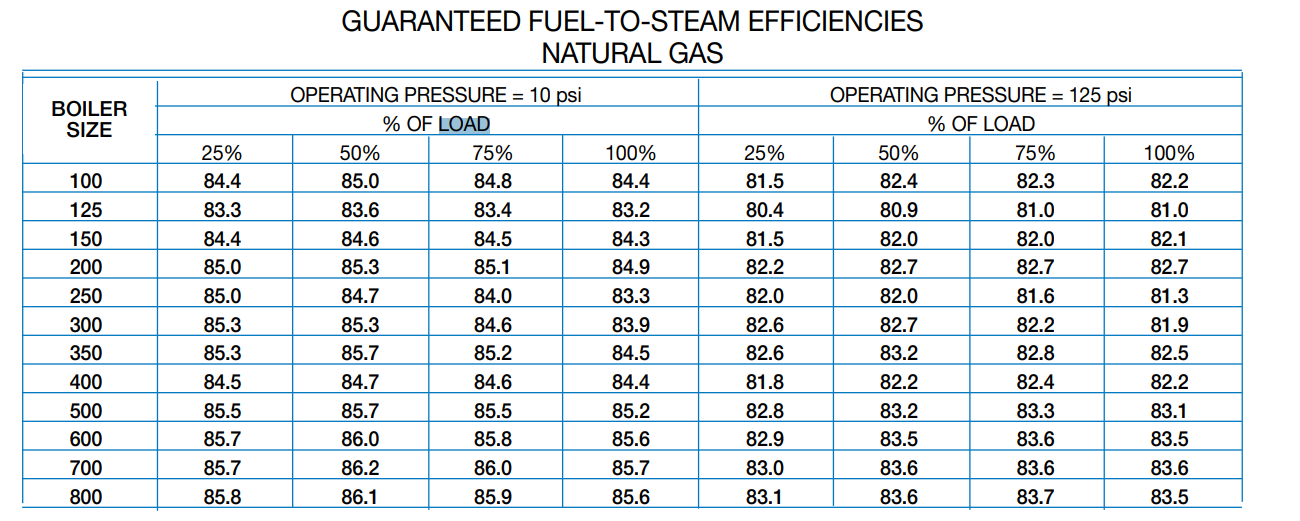 GUARANTEED FUEL-TO-STEAM EFFICIENCIES
NATURAL GAS
BOILER SIZE
OPERATING PRESSURE = 10 psi OPERATING PRESSURE = 125 psi
% OF LOAD % OF LOAD
25% 50% 75% 100% 25% 50% 75% 100%
100 84.4 85.0 84.8 84.4 81.5 82.4 82.3 82.2
125 83.3 83.6 83.4 83.2 80.4 80.9 81.0 81.0
150 84.4 84.6 84.5 84.3 81.5 82.0 82.0 82.1
200 85.0 85.3 85.1 84.9 82.2 82.7 82.7 82.7
250 85.0 84.7 84.0 83.3 82.0 82.0 81.6 81.3
300 85.3 85.3 84.6 83.9 82.6 82.7 82.2 81.9
350 85.3 85.7 85.2 84.5 82.6 83.2 82.8 82.5
400 84.5 84.7 84.6 84.4 81.8 82.2 82.4 82.2
500 85.5 85.7 85.5 85.2 82.8 83.2 83.3 83.1
600 85.7 86.0 85.8 85.6 82.9 83.5 83.6 83.5
700 85.7 86.2 86.0 85.7 83.0 83.6 83.6 83.6
800 85.8 86.1 85.9 85.6 83.1 83.6 83.7 83.5